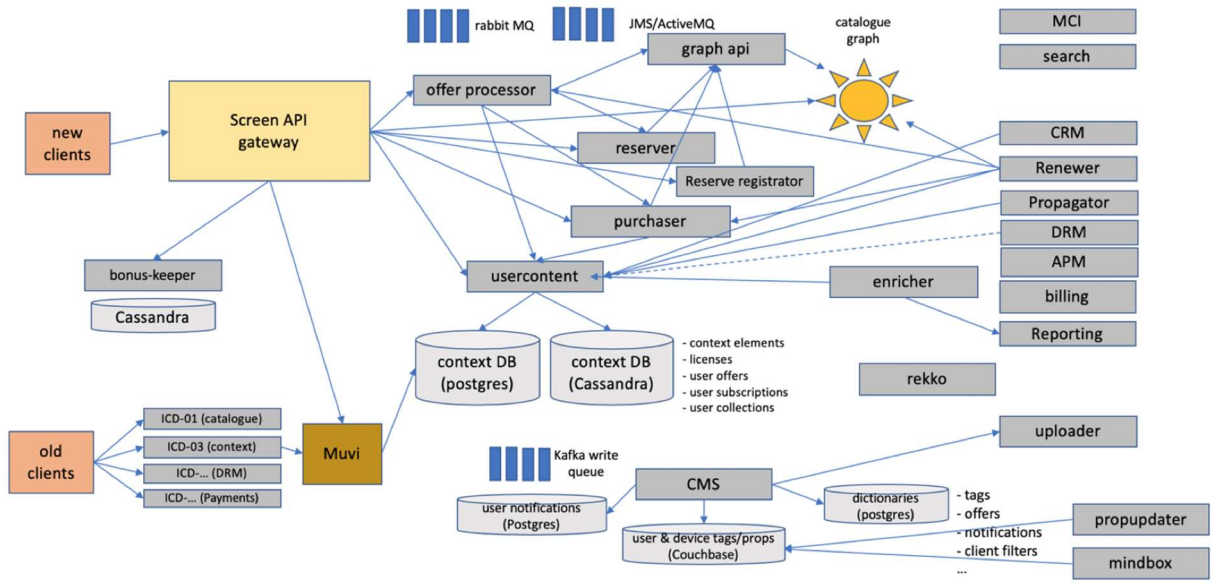 rabbit MQ
JMS/ActiveMQ
catalogue
graph
MCI
graph api
search
offer processor
Screen API
gateway
new
clients
CRM
reserver
Renewer
Reserve registrator
Propagator
purchaser
DRM
APM
bonus-keeper
usercontent
enricher
billing
Cassandra
Reporting
context DB
(postgres)
context DB
(Cassandra)
- context elements
- licenses
- user offers
- user subscriptions
- user collections
rekko
ICD-01 (catalogue)
ICD-03 (context)
ICD-... (DRM)
ICD-... (Payments)
old
clients
Muvi
uploader
Kafka write
queue
CMS
user notifications
(Postgres)
dictionaries
(postgres)
- tags
- offers
- notifications
- client filters
...
user & device tags/props
(Couchbase)
propupdater
mindbox